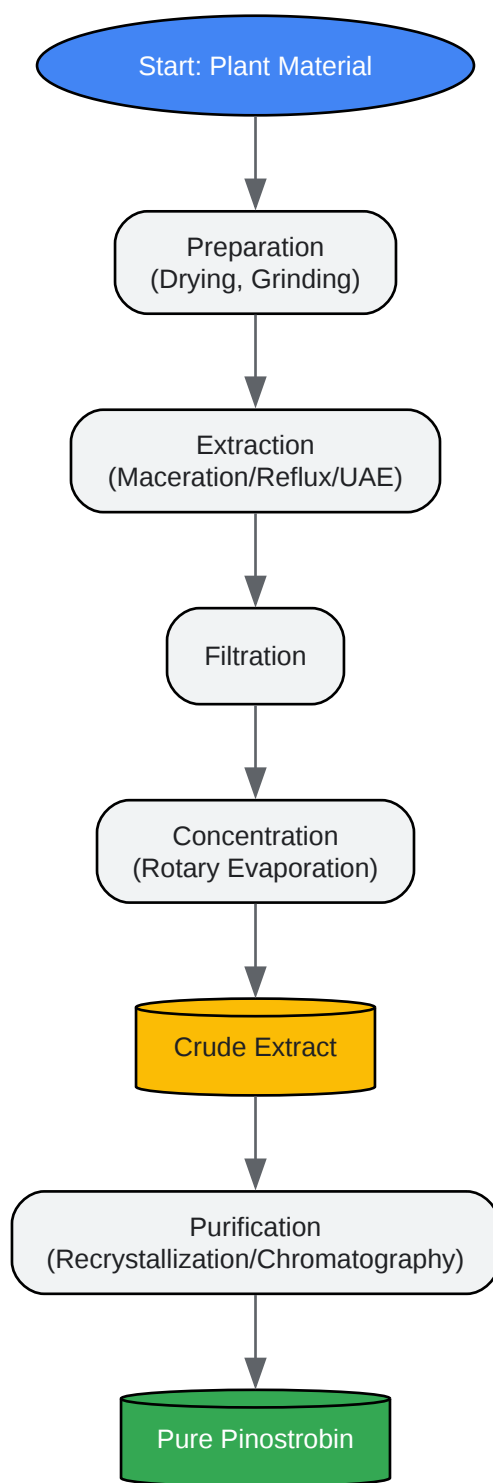 Start: Plant Material
Preparation
(Drying, Grinding)
Extraction
(Maceration/Reflux/UAE)
Filtration
Concentration
(Rotary Evaporation)
Crude Extract
Purification
(Recrystallization/Chromatography)
Pure Pinostrobin